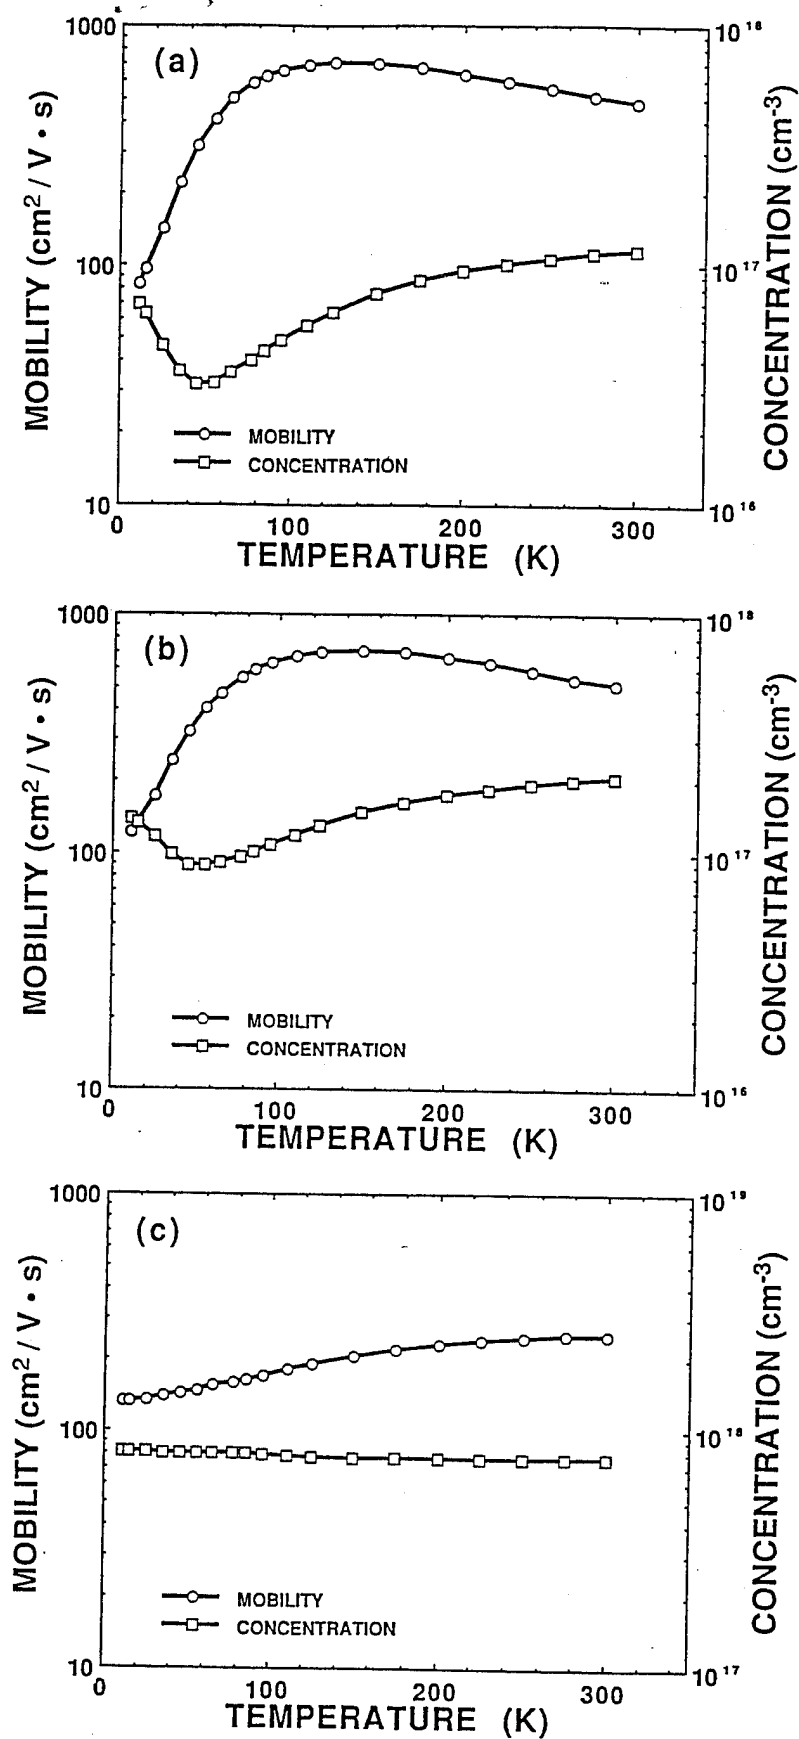 (a)
MOBILITY (cm²/V • s)
CONCENTRATION (cm⁻³)
1000
100
10
10¹⁸
10¹⁷
10¹⁶
MOBILITY
CONCENTRATION
0 100 200 300
TEMPERATURE (K)
(b)
MOBILITY (cm²/V • s)
CONCENTRATION (cm⁻³)
1000
100
10
10¹⁸
10¹⁷
10¹⁶
MOBILITY
CONCENTRATION
0 100 200 300
TEMPERATURE (K)
(c)
MOBILITY (cm²/V • s)
CONCENTRATION (cm⁻³)
1000
100
10
10¹⁹
10¹⁸
10¹⁷
MOBILITY
CONCENTRATION
0 100 200 300
TEMPERATURE (K)